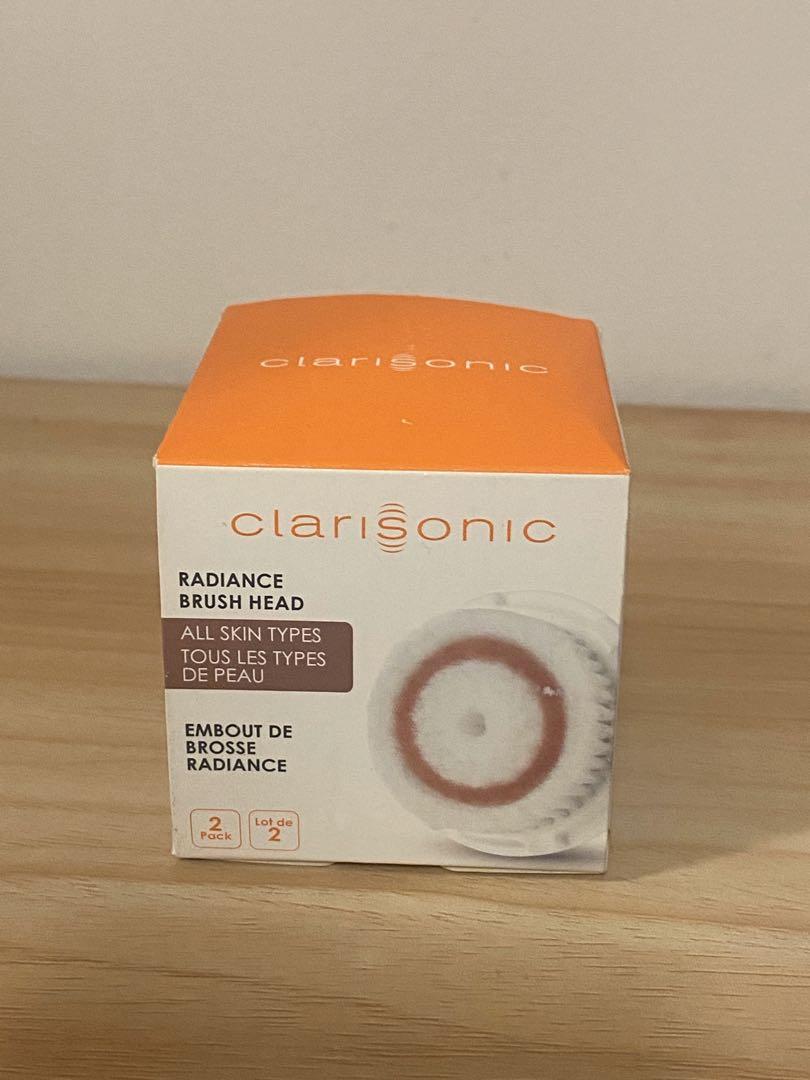 clarisonic
clarisonic
RADIANCE
BRUSH HEAD
ALL SKIN TYPES
TOUS LES TYPES
DE PEAU
EMBOUT DE
BROSSE
RADIANCE
2
Pack
Lot de
2